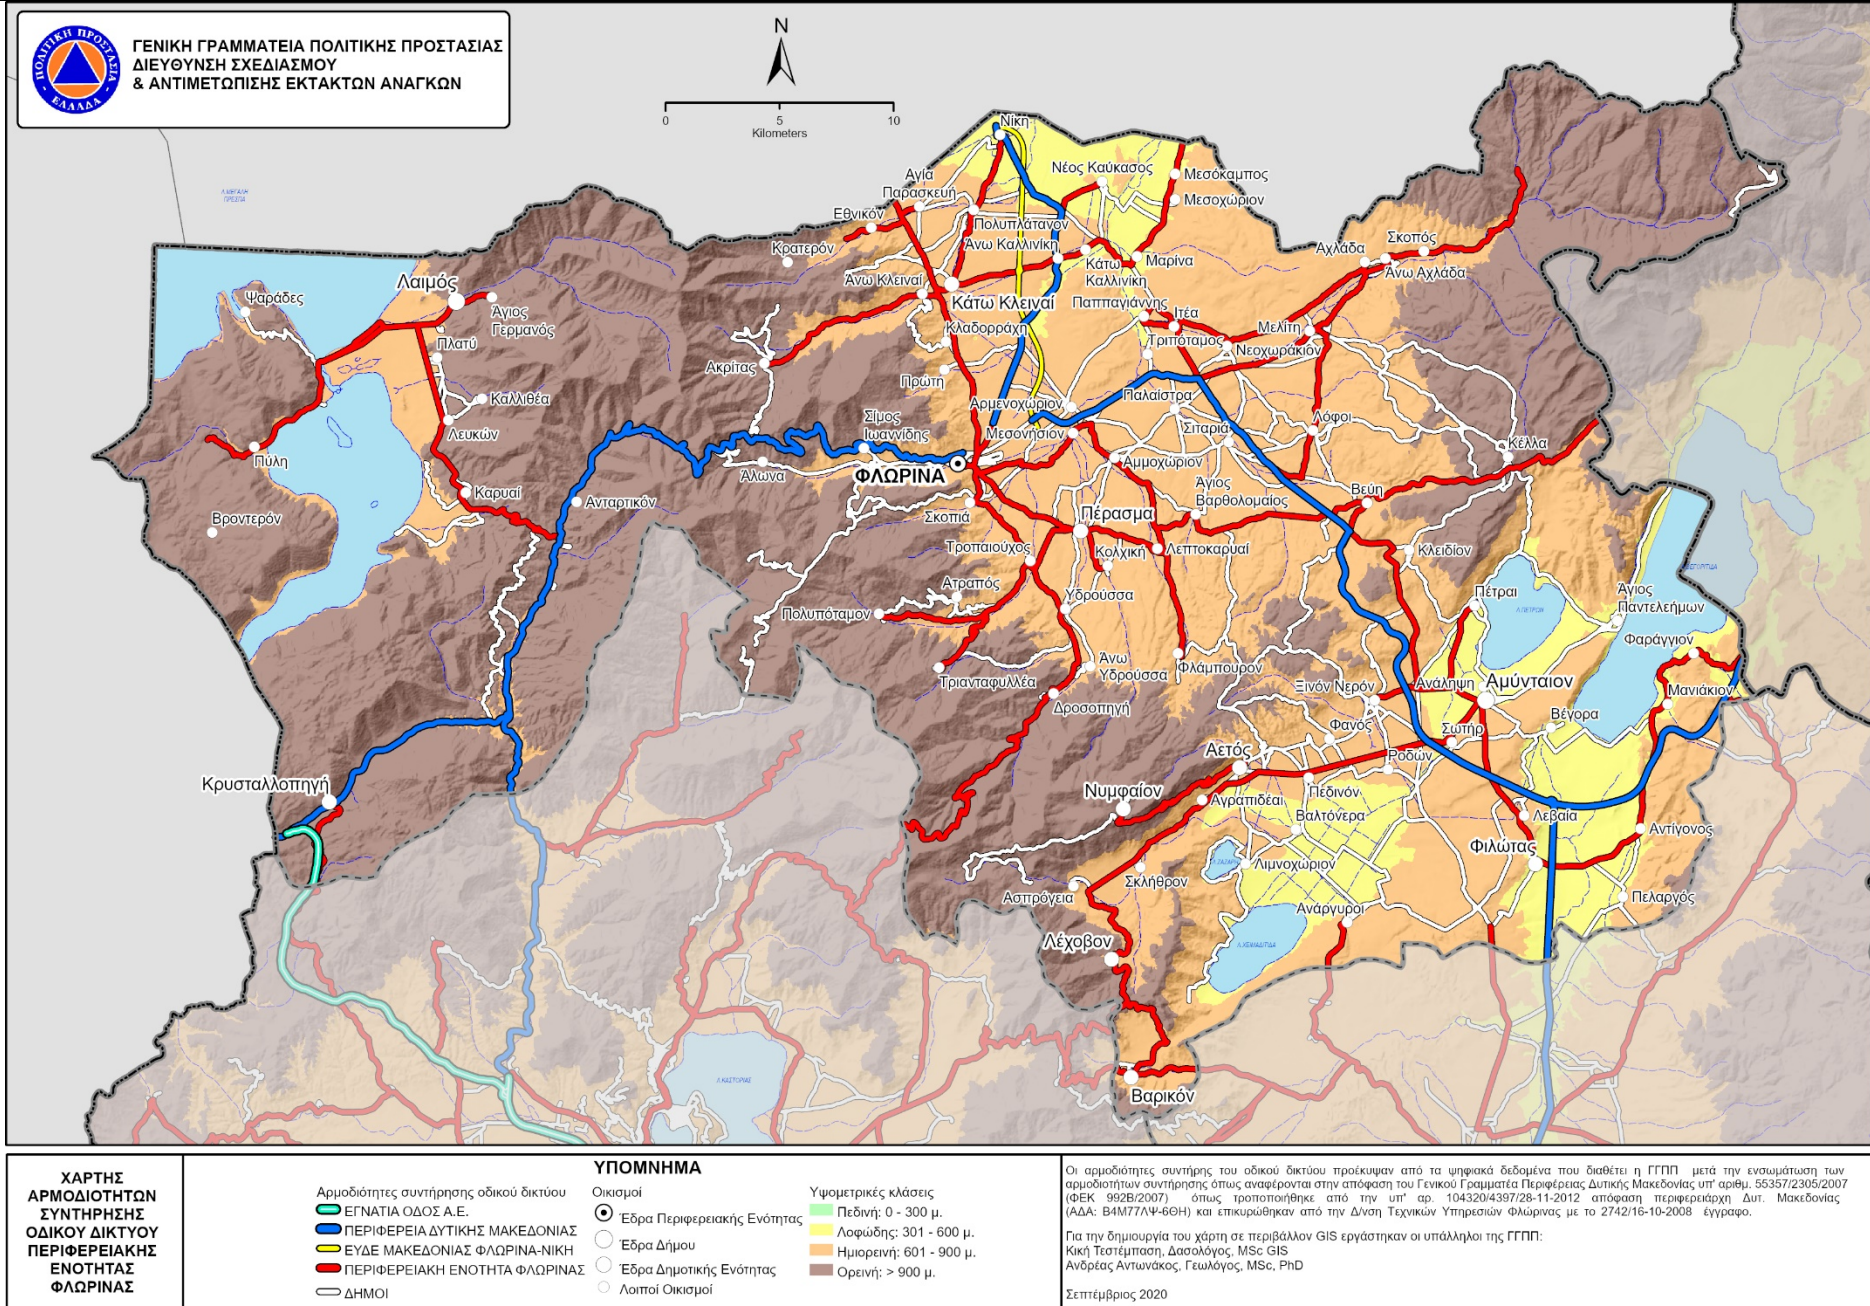 ΠΟΛΙΤΙΚΗ ΠΡΟΣΤΑΣΙΑ
ΕΛΛΑΔΑ
ΓΕΝΙΚΗ ΓΡΑΜΜΑΤΕΙΑ ΠΟΛΙΤΙΚΗΣ ΠΡΟΣΤΑΣΙΑΣ
ΔΙΕΥΘΥΝΣΗ ΣΧΕΔΙΑΣΜΟΥ
& ΑΝΤΙΜΕΤΩΠΙΣΗΣ ΕΚΤΑΚΤΩΝ ΑΝΑΓΚΩΝ
N
0 5 10
Kilometers
Λ.ΜΕΓΑΛΗ
ΠΡΕΣΠΑ
Νίκη
Νέος Καύκασος
Μεσόκαμπος
Μεσοχώριον
Αγία
Παρασκευή
Εθνικόν
Πολυπλάτανον
Κρατερόν
Άνω Καλλινίκη
Κάτω
Καλλινίκη
Μαρίνα
Αχλάδα
Σκοπός
Άνω Αχλάδα
Ψαράδες
Λαιμός
Άγιος
Γερμανός
Άνω Κλειναί
Κάτω Κλειναί
Παππαγιάννης
Ιτέα
Κλαδορράχη
Τριπόταμος
Μελίτη
Νεοχωράκιον
Πλατύ
Ακρίτας
Πρώτη
Καλλιθέα
Λευκών
Αρμενοχώριον
Παλαίστρα
Σίμος
Ιωαννίδης
Μεσονήσιον
Σιταριά
Λόφοι
Κέλλα
Πύλη
Άλωνα
ΦΛΩΡΙΝΑ
Αμμοχώριον
Άγιος
Βαρθολομαίος
Βεύη
Καρυαί
Ανταρτικόν
Βροντερόν
Σκοπιά
Πέρασμα
Τροπαιούχος
Κολχική
Λεπτοκαρυαί
Κλειδίον
Ατραπός
Υδρούσσα
Πολυπόταμον
Πέτραι
Λ.ΠΕΤΡΩΝ
Άγιος
Παντελεήμων
Φαράγγιον
Τριανταφυλλέα
Άνω
Υδρούσσα
Φλάμπουρον
Δροσοπηγή
Ξινόν Νερόν
Ανάληψη
Αμύνταιον
Μανιάκιον
Φανός
Σωτήρ
Βέγορα
Αετός
Ροδών
Κρυσταλλοπηγή
Νυμφαίον
Αγραπιδέαι
Πεδινόν
Βαλτόνερα
Λεβαία
Αντίγονος
Φιλώτας
Λιμνοχώριον
Σκλήθρον
Ασπρόγεια
Ανάργυροι
Πελαργός
Λέχοβον
Λ.ΧΕΙΜΑΔΙΤΙΔΑ
Λ.ΚΑΣΤΟΡΙΑΣ
Βαρικόν
ΧΑΡΤΗΣ
ΑΡΜΟΔΙΟΤΗΤΩΝ
ΣΥΝΤΗΡΗΣΗΣ
ΟΔΙΚΟΥ ΔΙΚΤΥΟΥ
ΠΕΡΙΦΕΡΕΙΑΚΗΣ
ΕΝΟΤΗΤΑΣ
ΦΛΩΡΙΝΑΣ
ΥΠΟΜΝΗΜΑ
Αρμοδιότητες συντήρησης οδικού δικτύου
ΕΓΝΑΤΙΑ ΟΔΟΣ Α.Ε.
ΠΕΡΙΦΕΡΕΙΑ ΔΥΤΙΚΗΣ ΜΑΚΕΔΟΝΙΑΣ
ΕΥΔΕ ΜΑΚΕΔΟΝΙΑΣ ΦΛΩΡΙΝΑ-ΝΙΚΗ
ΠΕΡΙΦΕΡΕΙΑΚΗ ΕΝΟΤΗΤΑ ΦΛΩΡΙΝΑΣ
ΔΗΜΟΙ
Οικισμοί
Έδρα Περιφερειακής Ενότητας
Έδρα Δήμου
Έδρα Δημοτικής Ενότητας
Λοιποί Οικισμοί
Υψομετρικές κλάσεις
Πεδινή: 0 - 300 μ.
Λοφώδης: 301 - 600 μ.
Ημιορεινή: 601 - 900 μ.
Ορεινή: > 900 μ.
Οι αρμοδιότητες συντήρης του οδικού δικτύου προέκυψαν από τα ψηφιακά δεδομένα που διαθέτει η ΓΓΠΠ μετά την ενσωμάτωση των
αρμοδιοτήτων συντήρησης όπως αναφέρονται στην απόφαση του Γενικού Γραμματέα Περιφέρειας Δυτικής Μακεδονίας υπ' αριθμ. 55357/2305/2007
(ΦΕΚ 992Β/2007) όπως τροποποιήθηκε από την υπ' αρ. 104320/4397/28-11-2012 απόφαση περιφερειάρχη Δυτ. Μακεδονίας
(ΑΔΑ: Β4Μ77ΛΨ-6ΘΗ) και επικυρώθηκαν από την Δ/νση Τεχνικών Υπηρεσιών Φλώρινας με το 2742/16-10-2008 έγγραφο.
Για την δημιουργία του χάρτη σε περιβάλλον GIS εργάστηκαν οι υπάλληλοι της ΓΓΠΠ:
Κική Τεστέμπαση, Δασολόγος, MSc GIS
Ανδρέας Αντωνάκος, Γεωλόγος, MSc, PhD
Σεπτέμβριος 2020